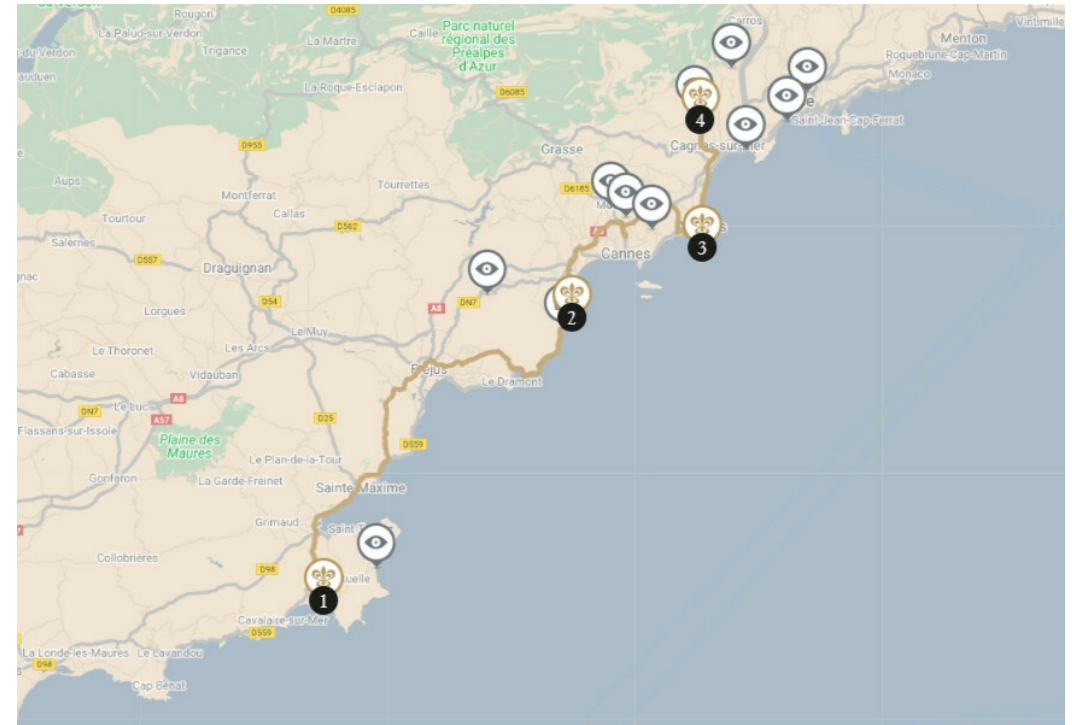 Rougon
D4085
Carros
Vintimille
La Palud-sur-Verdon
Caille
Parc naturel
régional des
Préalpes
d'Azur
Menton
Trigance
La Martre
Roquebrune-Cap-Martin
Monaco
La Roque-Esclapon
D6085
4
Saint-Jean-Cap-Ferrat
D955
Grasse
Aups
Tourrettes
D6185
Montferrat
Callas
Tourtour
D562
3
Salernes
D557
Cannes
Draguignan
D54
DN7
2
Lorgues
A8
Le Muy
Le Thoronet
Les Arcs
Cabasse
Vidauban
Le Dramont
A8
DN7
Le Luc
A57
D25
Flassans-sur-Issole
Plaine des
Maures
D559
Le Plan-de-la-Tour
Gonfaron
La Garde-Freinet
Sainte Maxime
Grimaud
Collobrières
D98
1
Cavalaire-sur-Mer
D559
La Londe-les-Maures
Le Lavandou
D98
Cap Bénat